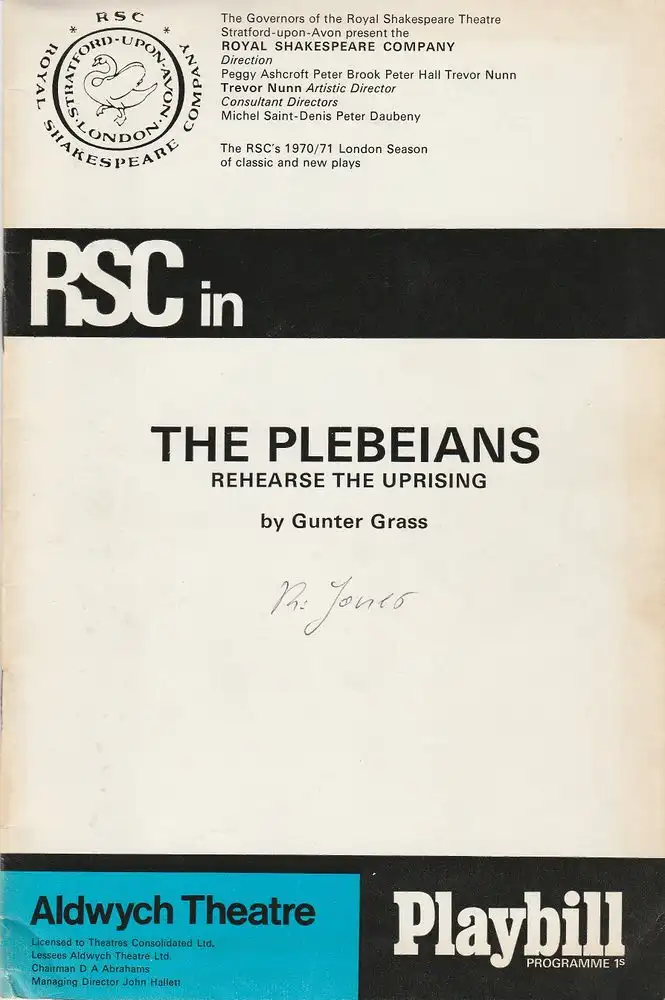 RSC
ROYAL SHAKESPEARE COMPANY
STRATFORD-UPON-AVON
LONDON
The Governors of the Royal Shakespeare Theatre
Stratford-upon-Avon present the
ROYAL SHAKESPEARE COMPANY
Direction
Peggy Ashcroft Peter Brook Peter Hall Trevor Nunn
Trevor Nunn Artistic Director
Consultant Directors
Michel Saint-Denis Peter Daubeny
The RSC's 1970/71 London Season
of classic and new plays
RSC in
THE PLEBEIANS
REHEARSE THE UPRISING
by Gunter Grass
Jones
Aldwych Theatre
Licensed to Theatres Consolidated Ltd.
Lessees Aldwych Theatre Ltd.
Chairman D A Abrahams
Managing Director John Hallett
Playbill
PROGRAMME 1s